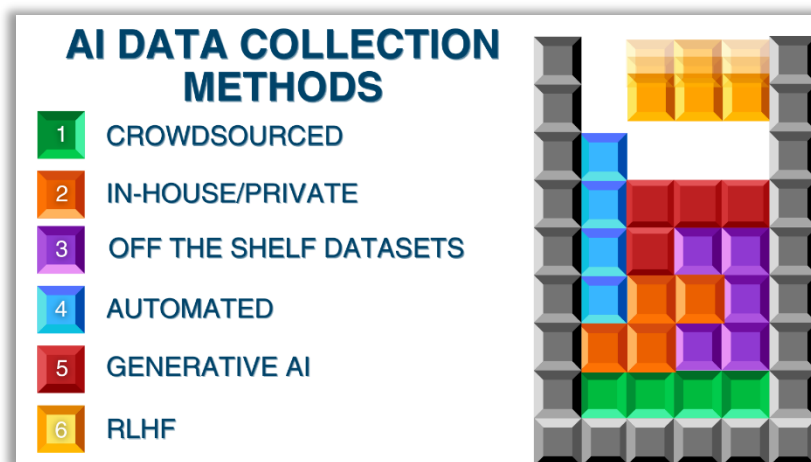 AI DATA COLLECTION
METHODS
1 CROWDSOURCED
2 IN-HOUSE/PRIVATE
3 OFF THE SHELF DATASETS
4 AUTOMATED
5 GENERATIVE AI
6 RLHF